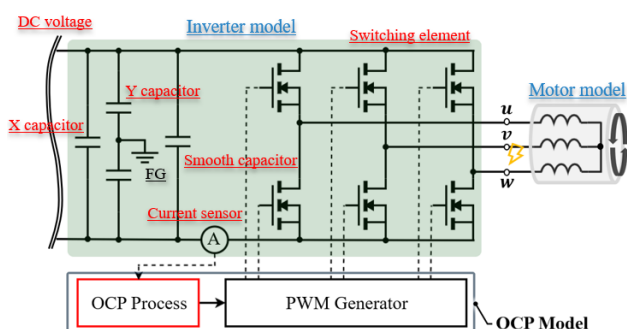 DC voltage
Inverter model
Switching element
Motor model
Y capacitor
X capacitor
u
v
w
FG
Smooth capacitor
Current sensor
A
OCP Process
PWM Generator
OCP Model